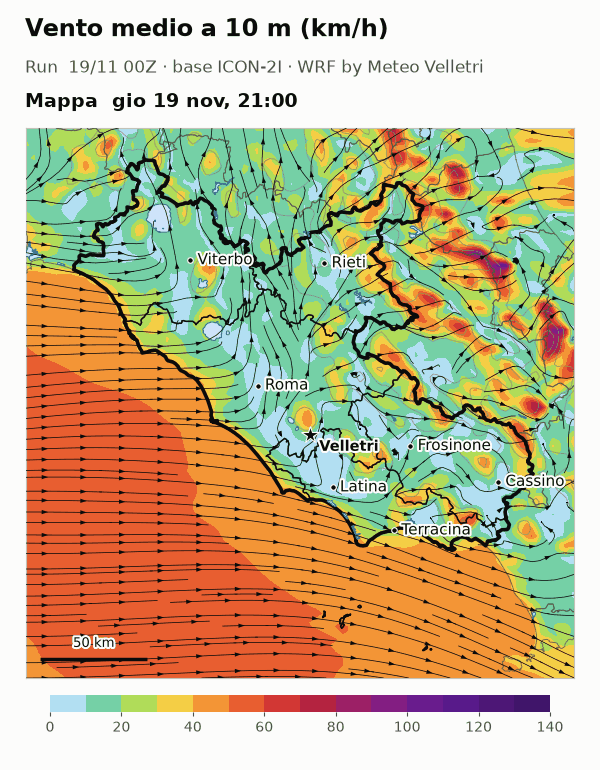 Vento medio a 10 m (km/h)
Run 19/11 00Z · base ICON-2I · WRF by Meteo Velletri
Mappa gio 19 nov, 21:00
Viterbo
Rieti
Roma
Velletri
Frosinone
Cassino
Latina
Terracina
50 km
0 20 40 60 80 100 120 140